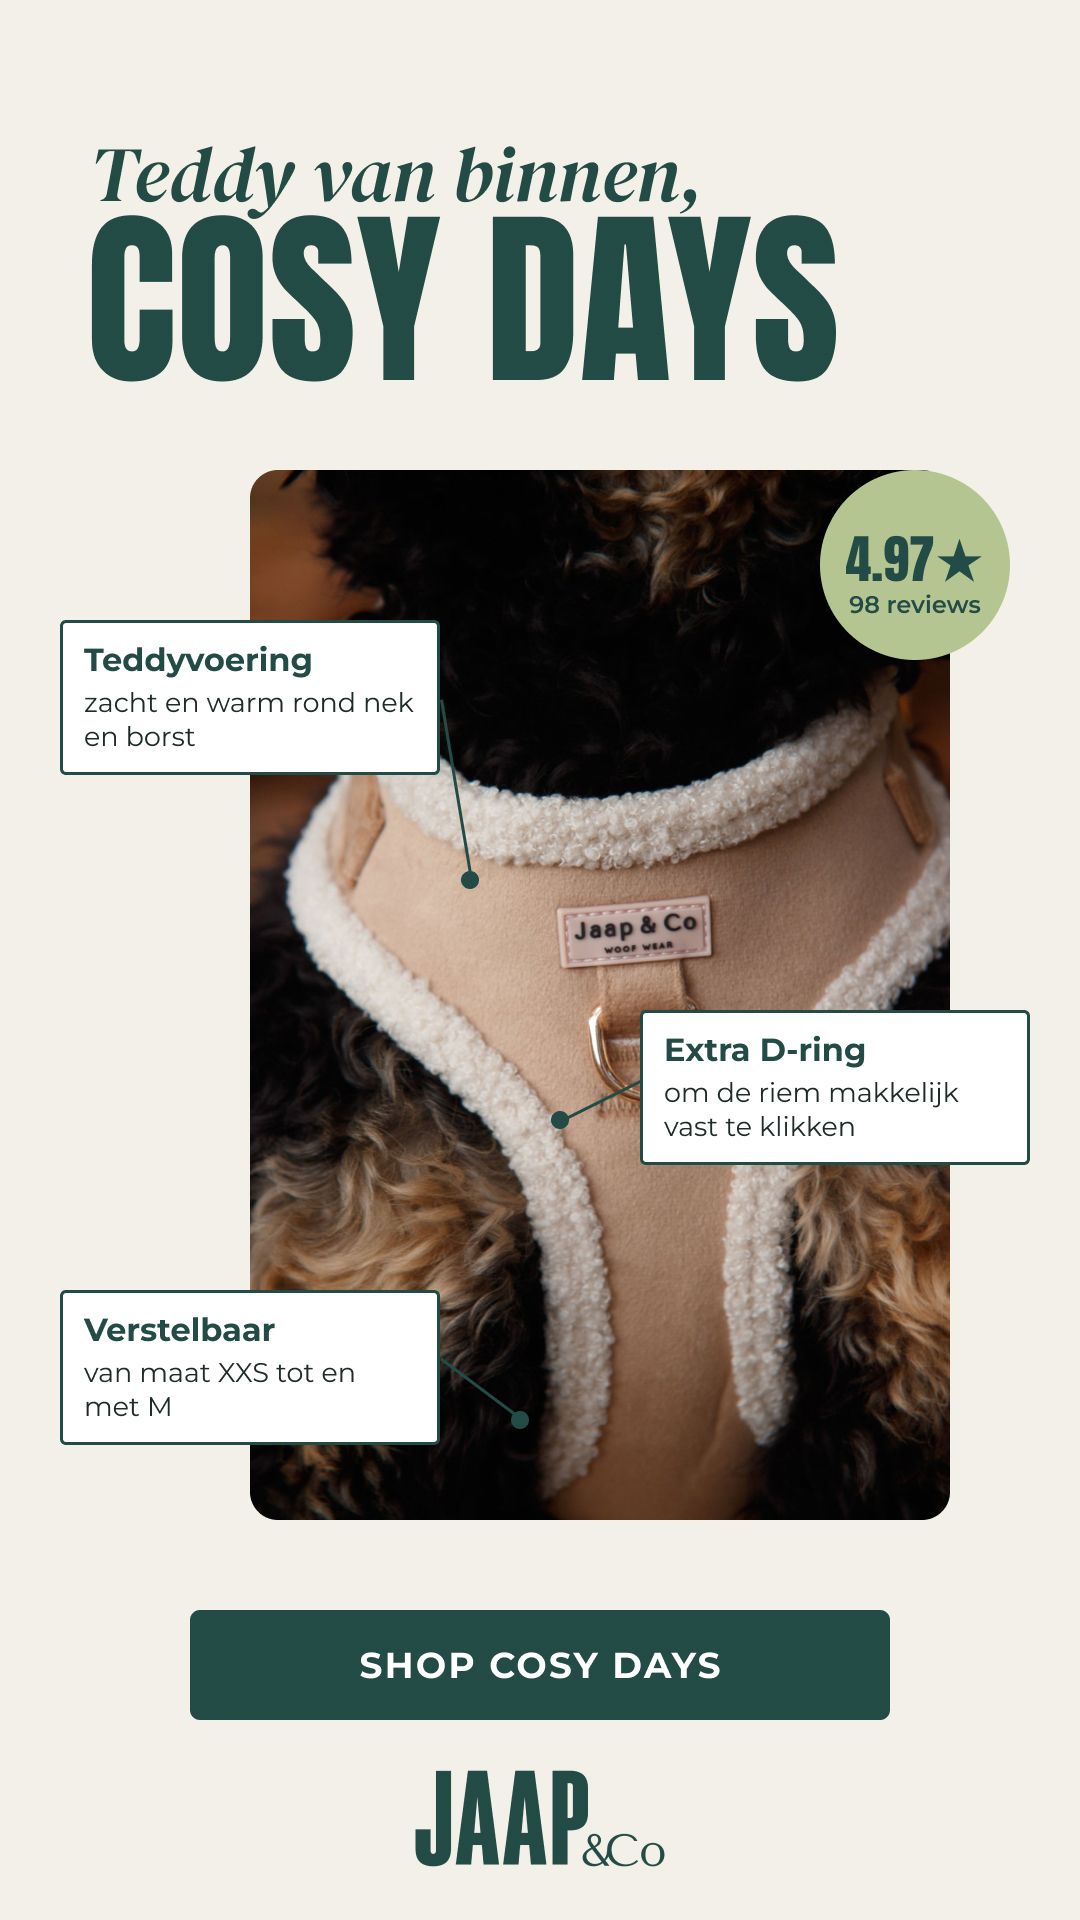 Teddy van binnen,
COSY DAYS
4.97★
98 reviews
Teddyvoering
zacht en warm rond nek
en borst
Jaap & Co
WOOF WEAR
Extra D-ring
om de riem makkelijk
vast te klikken
Verstelbaar
van maat XXS tot en
met M
SHOP COSY DAYS
JAAP &Co